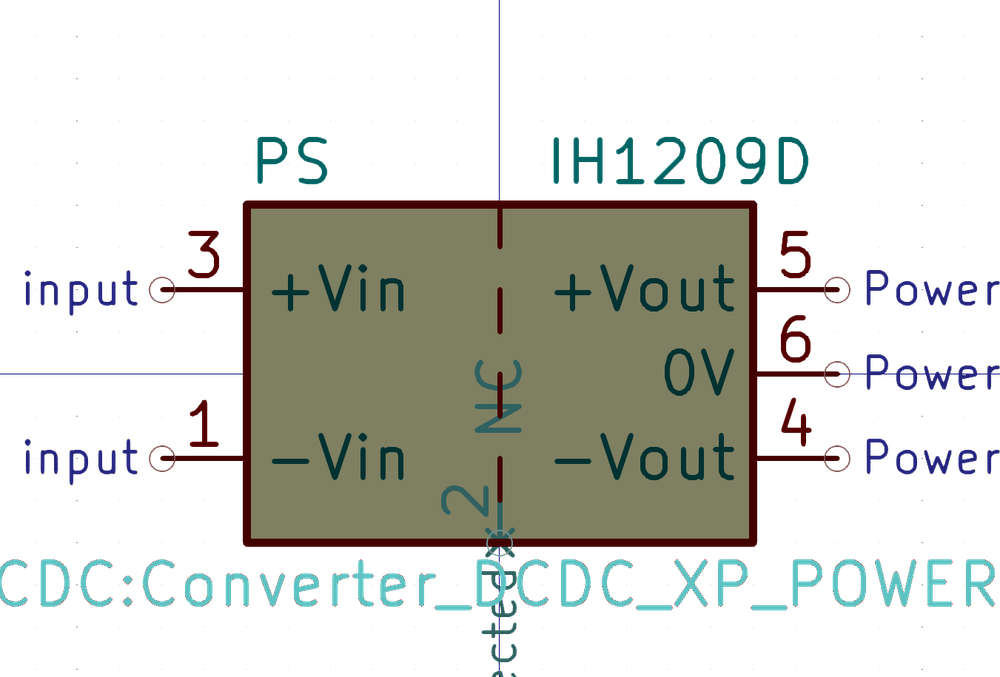 PS IH1209D
3 5
input +Vin +Vout Power
6
0V Power
NC
1 4
input -Vin -Vout Power
2
CDC:Converter_DCDC_XP_POWER
ected